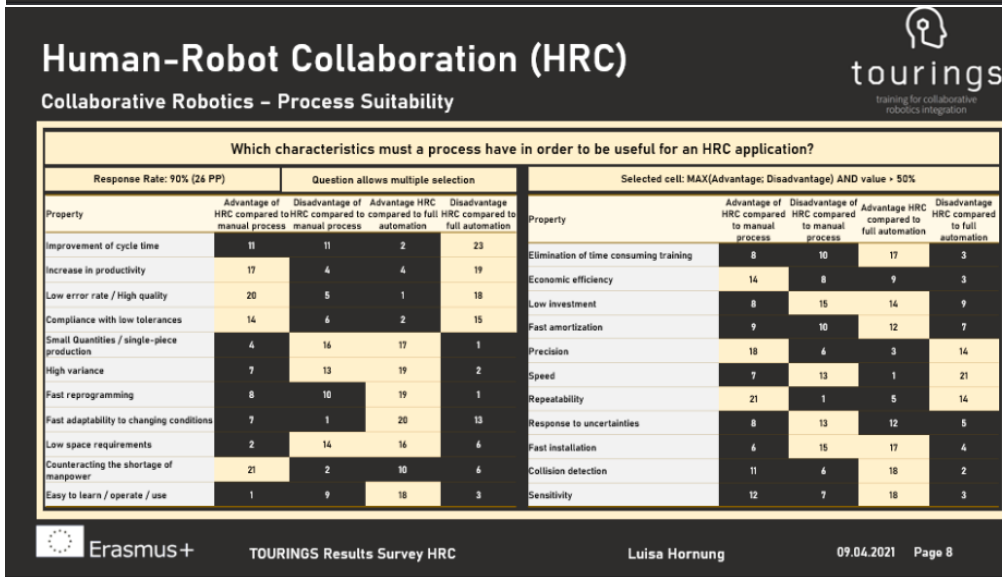 Human-Robot Collaboration (HRC)
tourings
training for collaborative
robotics integration
Collaborative Robotics – Process Suitability
Which characteristics must a process have in order to be useful for an HRC application?
Response Rate: 90% (26 PP) Question allows multiple selection
Property Advantage of HRC compared to manual process Disadvantage of HRC compared to manual process Advantage HRC compared to full automation Disadvantage HRC compared to full automation
Improvement of cycle time 11 11 2 23
Increase in productivity 17 4 4 19
Low error rate / High quality 20 5 1 18
Compliance with low tolerances 14 6 2 15
Small Quantities / single-piece production 4 16 17 1
High variance 7 13 19 2
Fast reprogramming 8 10 19 1
Fast adaptability to changing conditions 7 1 20 13
Low space requirements 2 14 16 6
Counteracting the shortage of manpower 21 2 10 6
Easy to learn / operate / use 1 9 18 3
Selected cell: MAX(Advantage; Disadvantage) AND value > 50%
Property Advantage of HRC compared to manual process Disadvantage of HRC compared to manual process Advantage HRC compared to full automation Disadvantage HRC compared to full automation
Elimination of time consuming training 8 10 17 3
Economic efficiency 14 8 9 3
Low investment 8 15 14 9
Fast amortization 9 10 12 7
Precision 18 6 3 14
Speed 7 13 1 21
Repeatability 21 1 5 14
Response to uncertainties 8 13 12 5
Fast installation 6 15 17 4
Collision detection 11 6 18 2
Sensitivity 12 7 18 3
Erasmus+
TOURINGS Results Survey HRC
Luisa Hornung
09.04.2021 Page 8